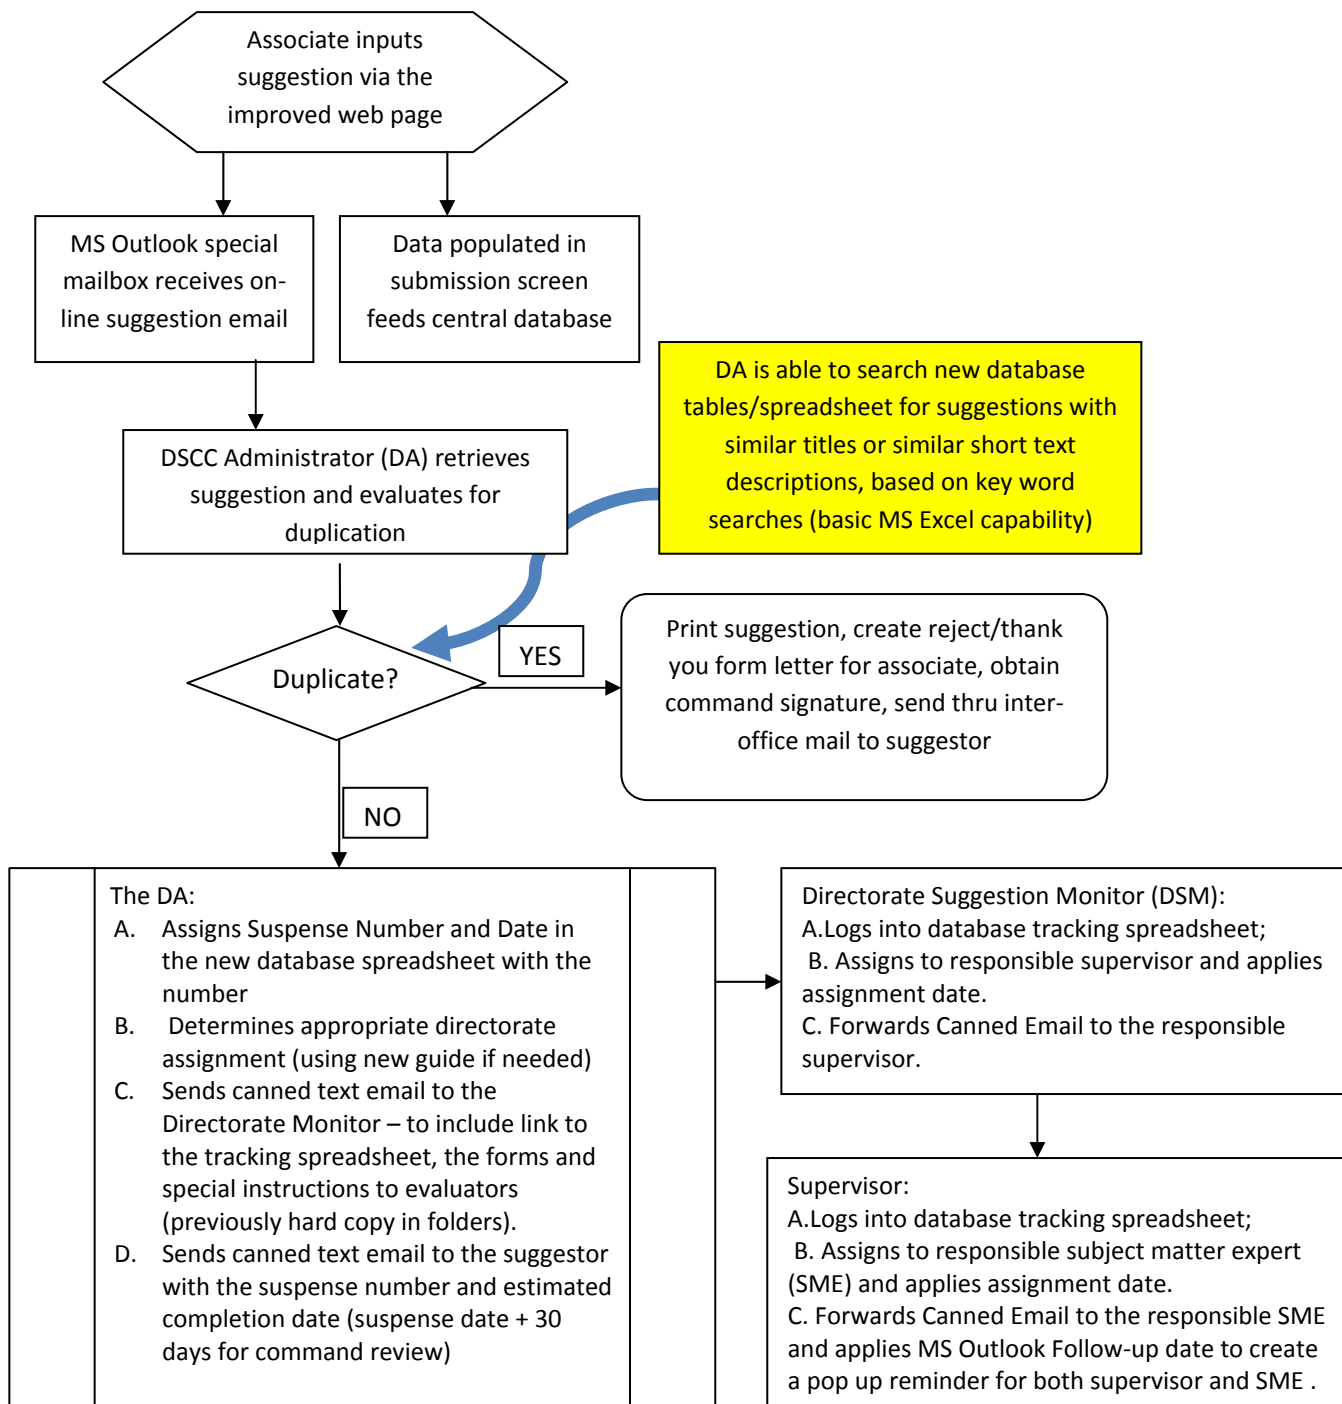 Associate inputs
suggestion via the
improved web page
MS Outlook special
mailbox receives on-
line suggestion email
Data populated in
submission screen
feeds central database
DA is able to search new database
tables/spreadsheet for suggestions with
similar titles or similar short text
descriptions, based on key word
searches (basic MS Excel capability)
DSCC Administrator (DA) retrieves
suggestion and evaluates for
duplication
Duplicate?
YES
Print suggestion, create reject/thank
you form letter for associate, obtain
command signature, send thru inter-
office mail to suggestor
NO
The DA:
A. Assigns Suspense Number and Date in
the new database spreadsheet with the
number
B. Determines appropriate directorate
assignment (using new guide if needed)
C. Sends canned text email to the
Directorate Monitor – to include link to
the tracking spreadsheet, the forms and
special instructions to evaluators
(previously hard copy in folders).
D. Sends canned text email to the suggestor
with the suspense number and estimated
completion date (suspense date + 30
days for command review)
Directorate Suggestion Monitor (DSM):
A.Logs into database tracking spreadsheet;
B. Assigns to responsible supervisor and applies
assignment date.
C. Forwards Canned Email to the responsible
supervisor.
Supervisor:
A.Logs into database tracking spreadsheet;
B. Assigns to responsible subject matter expert
(SME) and applies assignment date.
C. Forwards Canned Email to the responsible SME
and applies MS Outlook Follow-up date to create
a pop up reminder for both supervisor and SME .